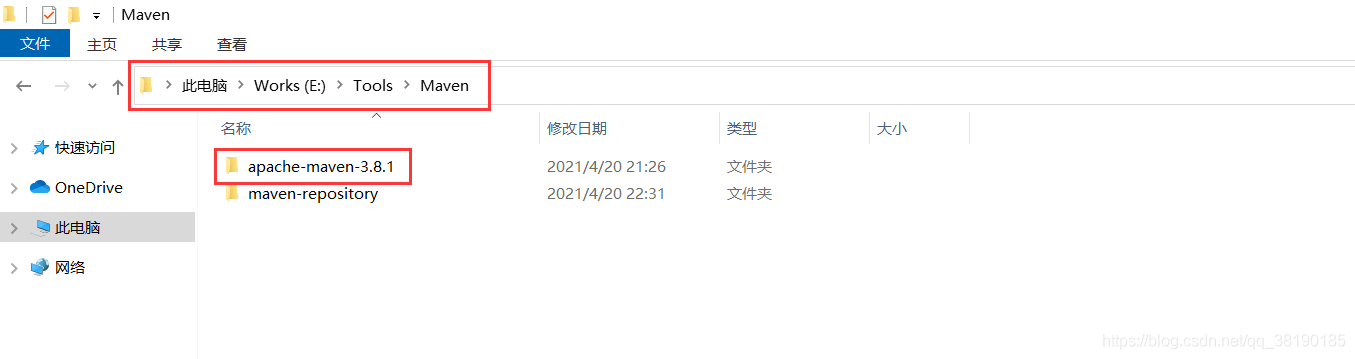 Maven
文件 主页 共享 查看
此电脑 Works (E:) Tools Maven
名称 修改日期 类型 大小
快速访问
apache-maven-3.8.1 2021/4/20 21:26 文件夹
OneDrive
maven-repository 2021/4/20 22:31 文件夹
此电脑
网络
https://blog.csdn.net/qq_38190185